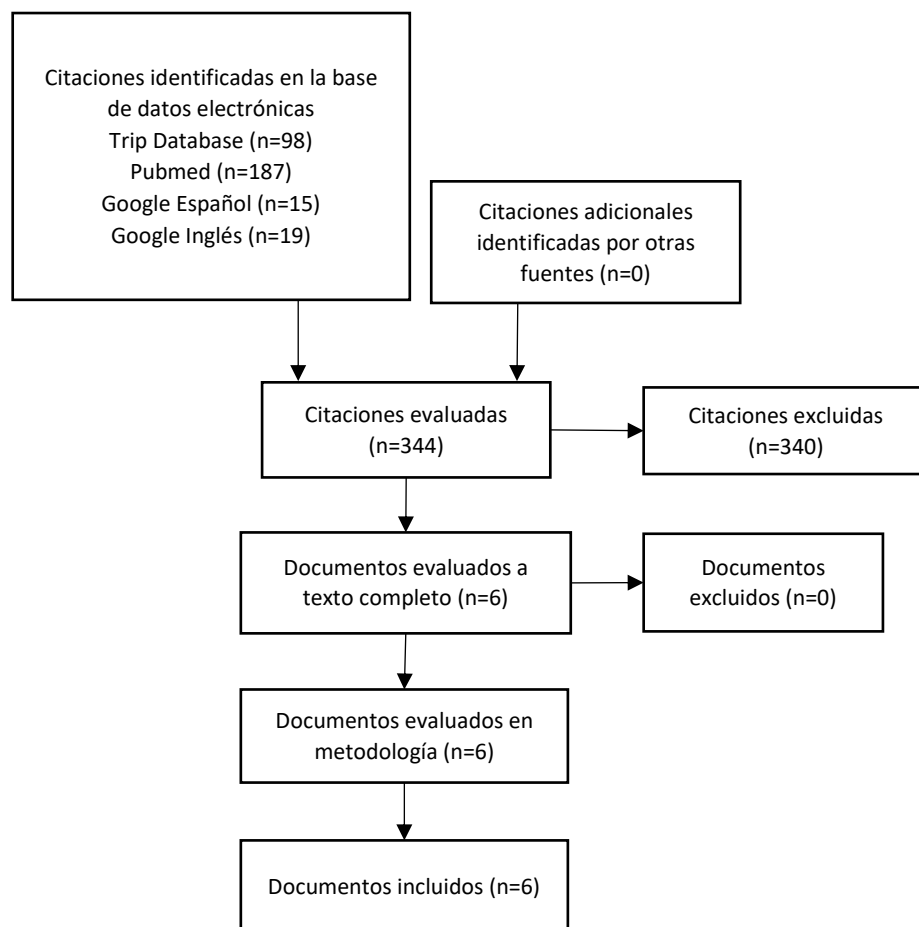 Citaciones identificadas en la base
de datos electrónicas
Trip Database (n=98)
Pubmed (n=187)
Google Español (n=15)
Google Inglés (n=19)
Citaciones adicionales
identificadas por otras
fuentes (n=0)
Citaciones evaluadas
(n=344)
Citaciones excluidas
(n=340)
Documentos evaluados a
texto completo (n=6)
Documentos
excluidos (n=0)
Documentos evaluados en
metodología (n=6)
Documentos incluidos (n=6)